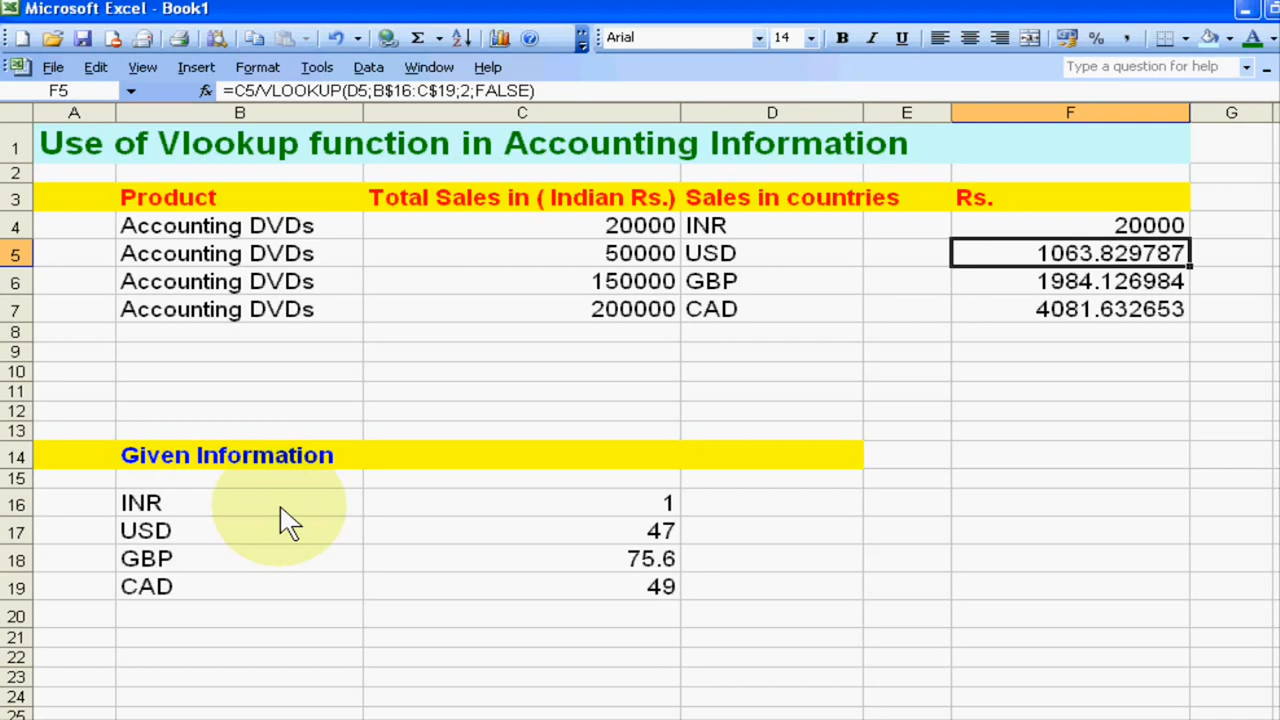 Microsoft Excel - Book1
Arial 14 B I U % , A
File Edit View Insert Format Tools Data Window Help Type a question for help
F5 fx =C5/VLOOKUP(D5;B$16:C$19;2;FALSE)
A B C D E F G
1 Use of Vlookup function in Accounting Information
2
3 Product Total Sales in ( Indian Rs.) Sales in countries Rs.
4 Accounting DVDs 20000 INR 20000
5 Accounting DVDs 50000 USD 1063.829787
6 Accounting DVDs 150000 GBP 1984.126984
7 Accounting DVDs 200000 CAD 4081.632653
8
9
10
11
12
13
14 Given Information
15
16 INR 1
17 USD 47
18 GBP 75.6
19 CAD 49
20
21
22
23
24
25